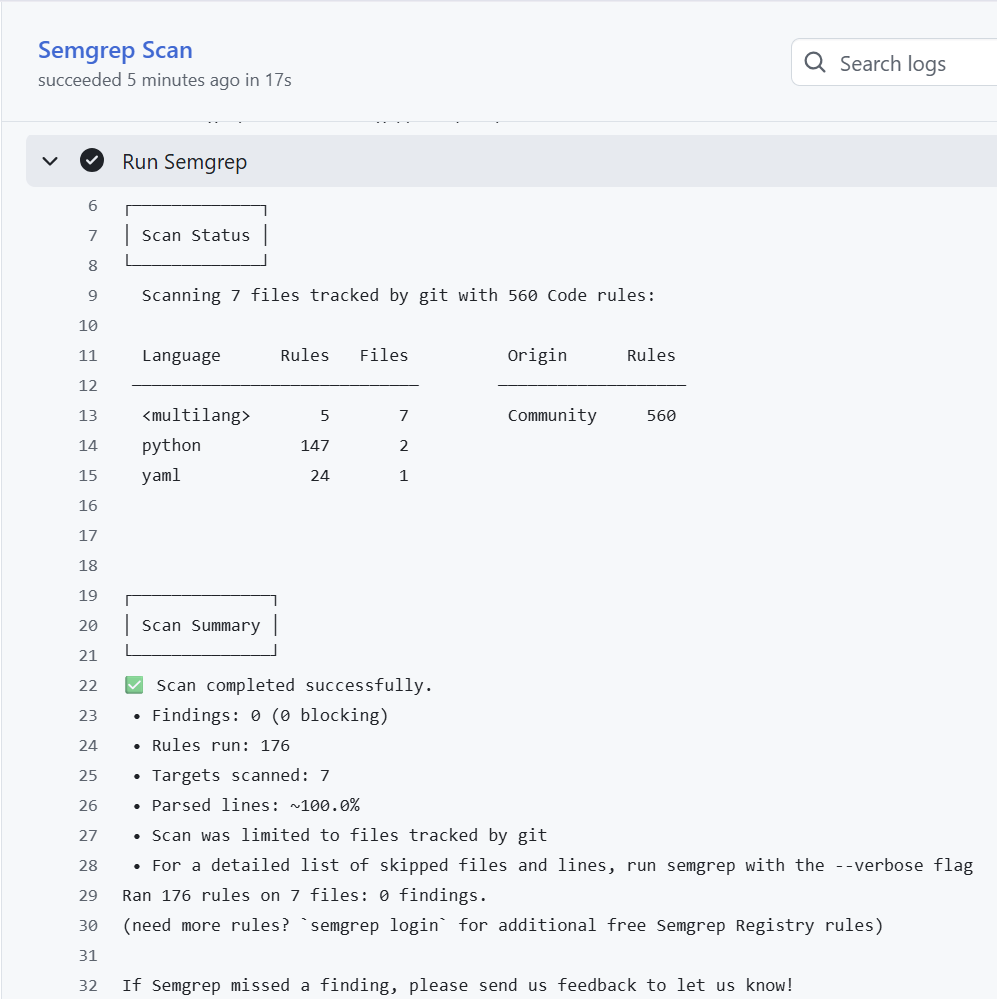 Semgrep Scan
succeeded 5 minutes ago in 17s
Search logs
Run Semgrep
6
7 Scan Status
8
9 Scanning 7 files tracked by git with 560 Code rules:
10
11 Language Rules Files Origin Rules
12
13 <multilang> 5 7 Community 560
14 python 147 2
15 yaml 24 1
16
17
18
19
20 Scan Summary
21
22 ✅ Scan completed successfully.
23 • Findings: 0 (0 blocking)
24 • Rules run: 176
25 • Targets scanned: 7
26 • Parsed lines: ~100.0%
27 • Scan was limited to files tracked by git
28 • For a detailed list of skipped files and lines, run semgrep with the --verbose flag
29 Ran 176 rules on 7 files: 0 findings.
30 (need more rules? `semgrep login` for additional free Semgrep Registry rules)
31
32 If Semgrep missed a finding, please send us feedback to let us know!